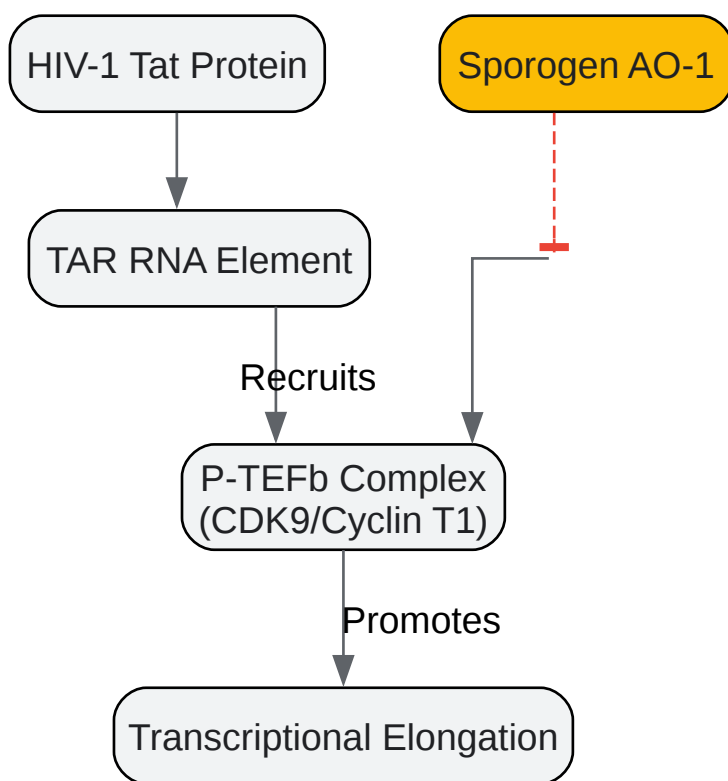 HIV-1 Tat Protein
Sporogen AO-1
TAR RNA Element
Recruits
P-TEFb Complex
(CDK9/Cyclin T1)
Promotes
Transcriptional Elongation